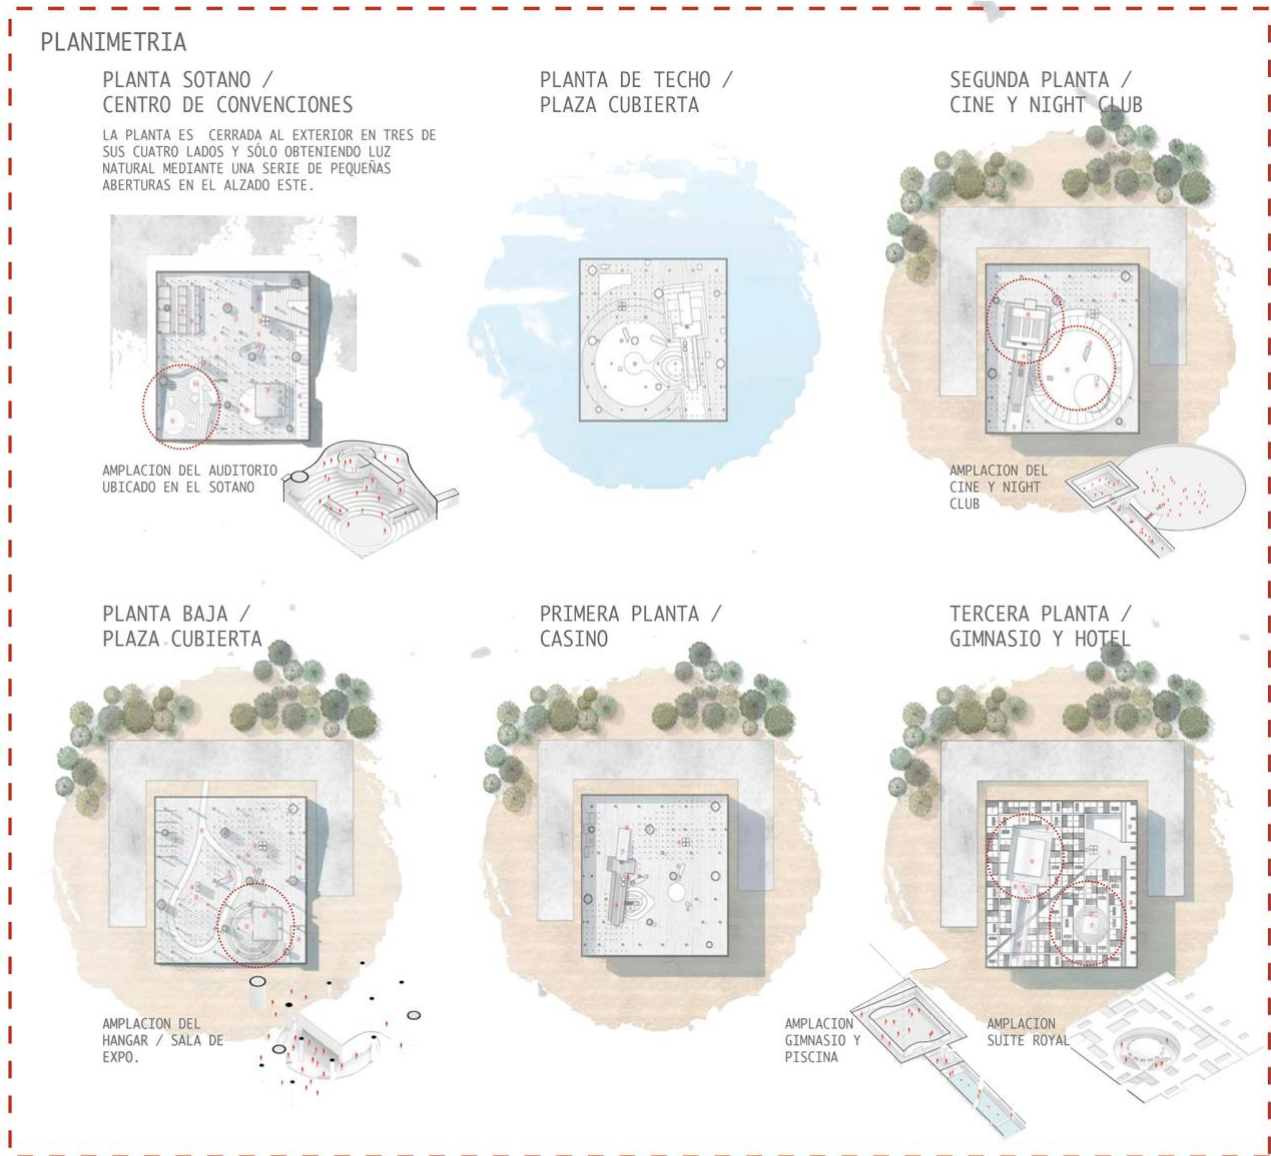 PLANIMETRIA
PLANTA SOTANO /
CENTRO DE CONVENCIONES
LA PLANTA ES CERRADA AL EXTERIOR EN TRES DE
SUS CUATRO LADOS Y SÓLO OBTENIENDO LUZ
NATURAL MEDIANTE UNA SERIE DE PEQUEÑAS
ABERTURAS EN EL ALZADO ESTE.
AMPLACION DEL AUDITORIO
UBICADO EN EL SOTANO
PLANTA DE TECHO /
PLAZA CUBIERTA
SEGUNDA PLANTA /
CINE Y NIGHT CLUB
AMPLACION DEL
CINE Y NIGHT
CLUB
PLANTA BAJA /
PLAZA CUBIERTA
AMPLACION DEL
HANGAR / SALA DE
EXPO.
PRIMERA PLANTA /
CASINO
TERCERA PLANTA /
GIMNASIO Y HOTEL
AMPLACION
GIMNASIO Y
PISCINA
AMPLACION
SUITE ROYAL